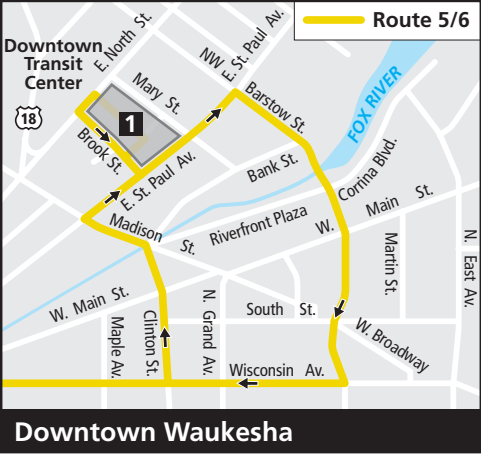 Route 5/6
Downtown
Transit
Center
E. North St.
NW
E. St. Paul Av.
Mary St.
Barstow St.
FOX RIVER
18
1
Brook St.
E. St. Paul Av.
Bank St.
Corrina Blvd.
Madison St.
Riverfront Plaza
W. Main St.
Martin St.
N. East Av.
W. Main St.
Maple Av.
Clinton St.
N. Grand Av.
South St.
W. Broadway
Wisconsin Av.
Downtown Waukesha